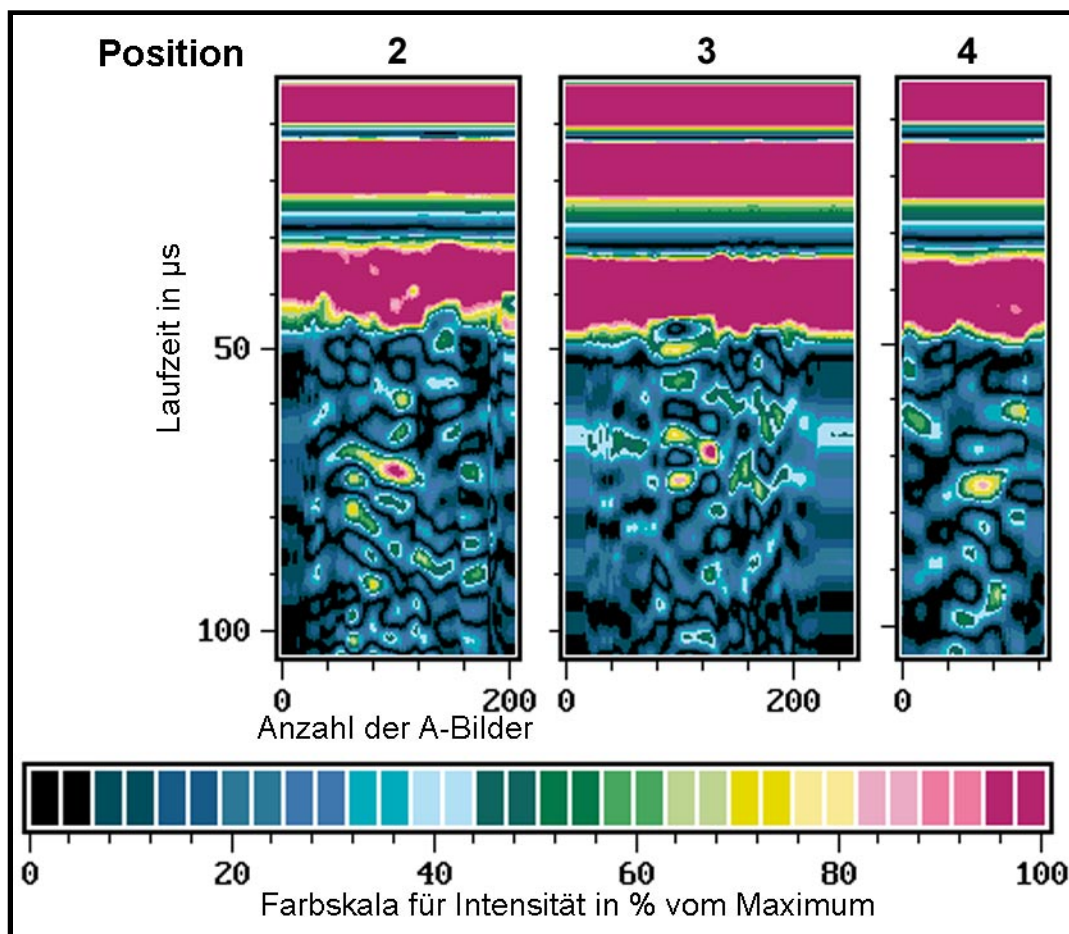 Position 2 3 4
Laufzeit in µs
50
100
0 200 0 200 0
Anzahl der A-Bilder
0 20 40 60 80 100
Farbskala für Intensität in % vom Maximum